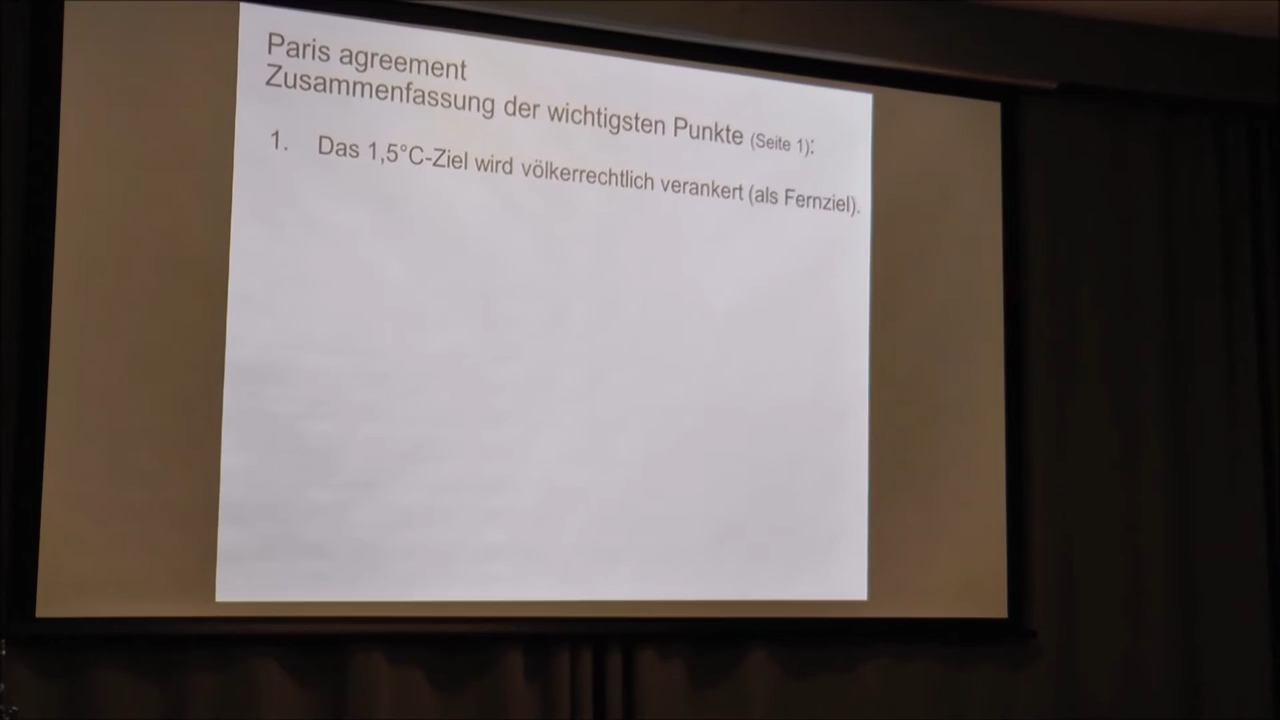 Paris agreement
Zusammenfassung der wichtigsten Punkte (Seite 1):
1. Das 1,5°C-Ziel wird völkerrechtlich verankert (als Fernziel).